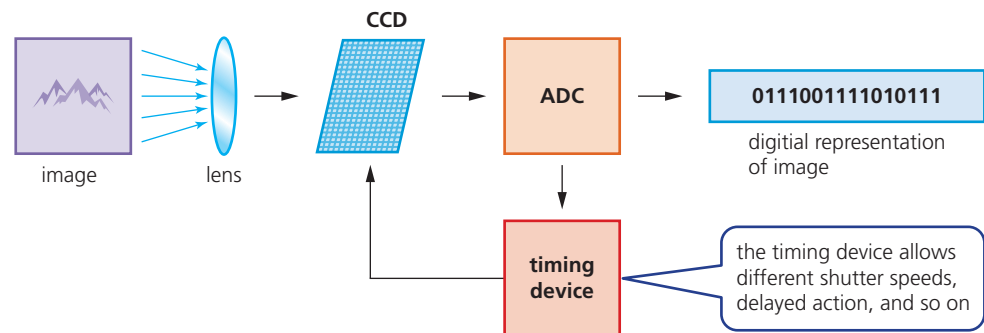 CCD
ADC
0111001111010111
image
lens
digitial representation
of image
timing
device
the timing device allows
different shutter speeds,
delayed action, and so on